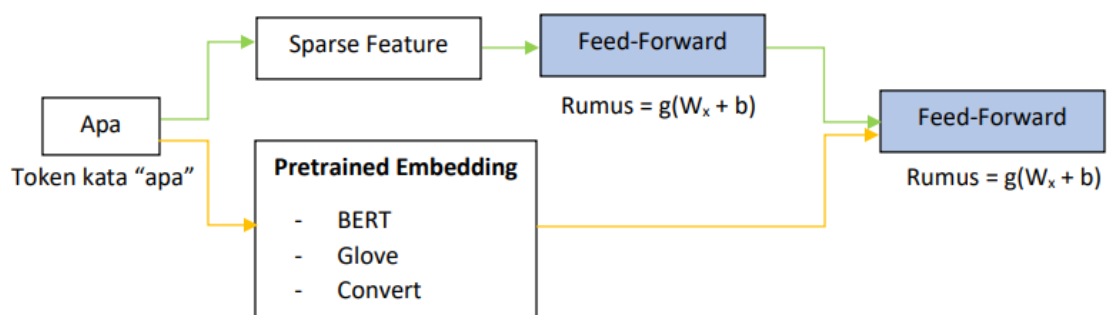 Sparse Feature
Feed-Forward
Rumus = g(Wₓ + b)
Apa
Token kata “apa”
Feed-Forward
Rumus = g(Wₓ + b)
Pretrained Embedding
- BERT
- Glove
- Convert